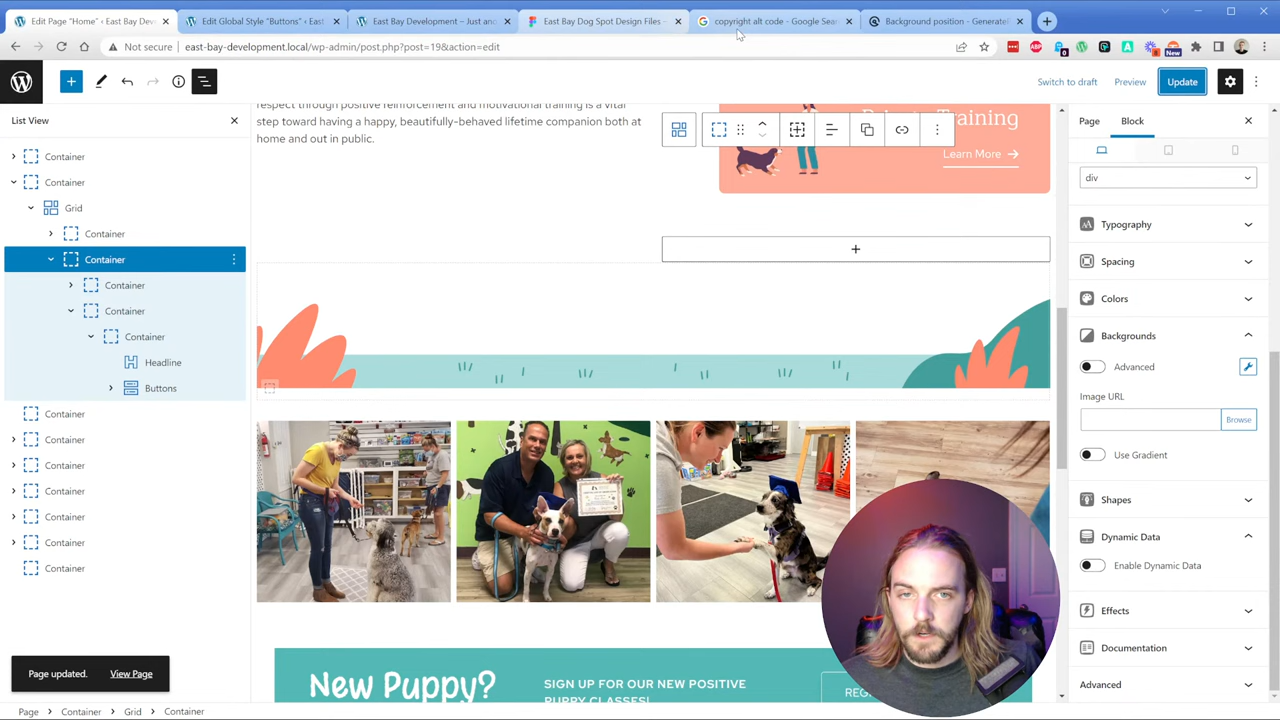 Edit Page “Home” ‹ East Bay Dev
Edit Global Style “Buttons” ‹ East
East Bay Development – Just ano
East Bay Dog Spot Design Files –
copyright alt code - Google Sear
Background position - GenerateP
Not secure
east-bay-development.local/wp-admin/post.php?post=19&action=edit
New
Switch to draft
Preview
Update
List View
Container
Container
Grid
Container
Container
Container
Container
Container
Headline
Buttons
Container
Container
Container
Container
Container
Container
Container
Page updated.
View Page
Page
Container
Grid
Container
respect through positive reinforcement and motivational training is a vital
step toward having a happy, beautifully-behaved lifetime companion both at
home and out in public.
Training
Learn More
New Puppy?
SIGN UP FOR OUR NEW POSITIVE
PUPPY CLASSES!
REG
Page
Block
div
Typography
Spacing
Colors
Backgrounds
Advanced
Image URL
Browse
Use Gradient
Shapes
Dynamic Data
Enable Dynamic Data
Effects
Documentation
Advanced